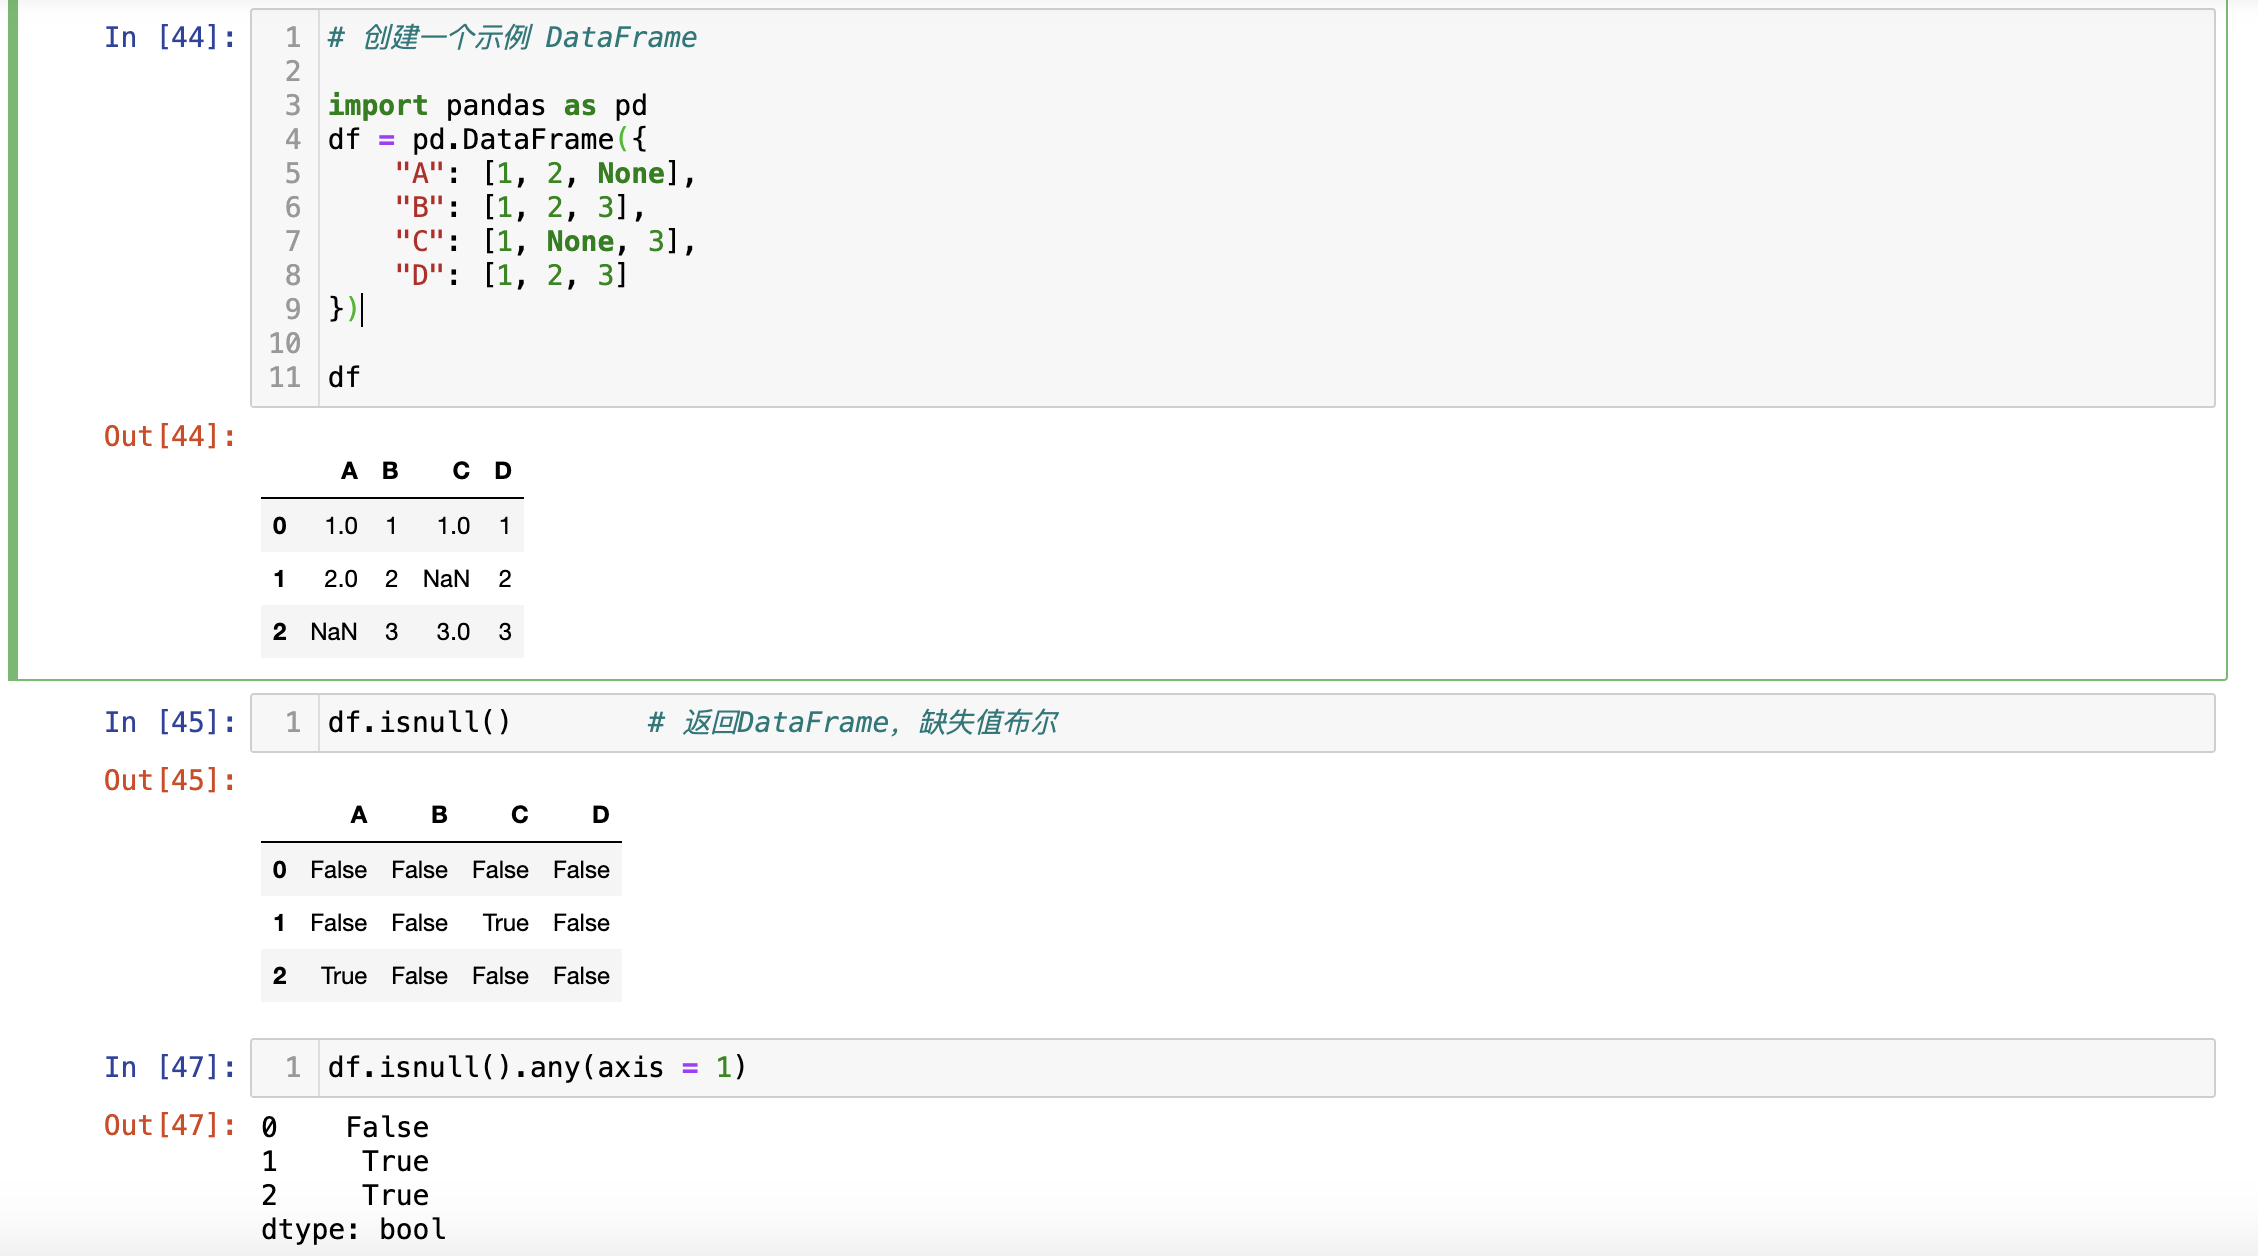 In [44]:
1 # 创建一个示例 DataFrame
2
3 import pandas as pd
4 df = pd.DataFrame({
5     "A": [1, 2, None],
6     "B": [1, 2, 3],
7     "C": [1, None, 3],
8     "D": [1, 2, 3]
9 })
10
11 df
Out[44]:
A B C D
0 1.0 1 1.0 1
1 2.0 2 NaN 2
2 NaN 3 3.0 3
In [45]:
1 df.isnull()        # 返回DataFrame，缺失值布尔
Out[45]:
A B C D
0 False False False False
1 False False True False
2 True False False False
In [47]:
1 df.isnull().any(axis = 1)
Out[47]:
0    False
1     True
2     True
dtype: bool